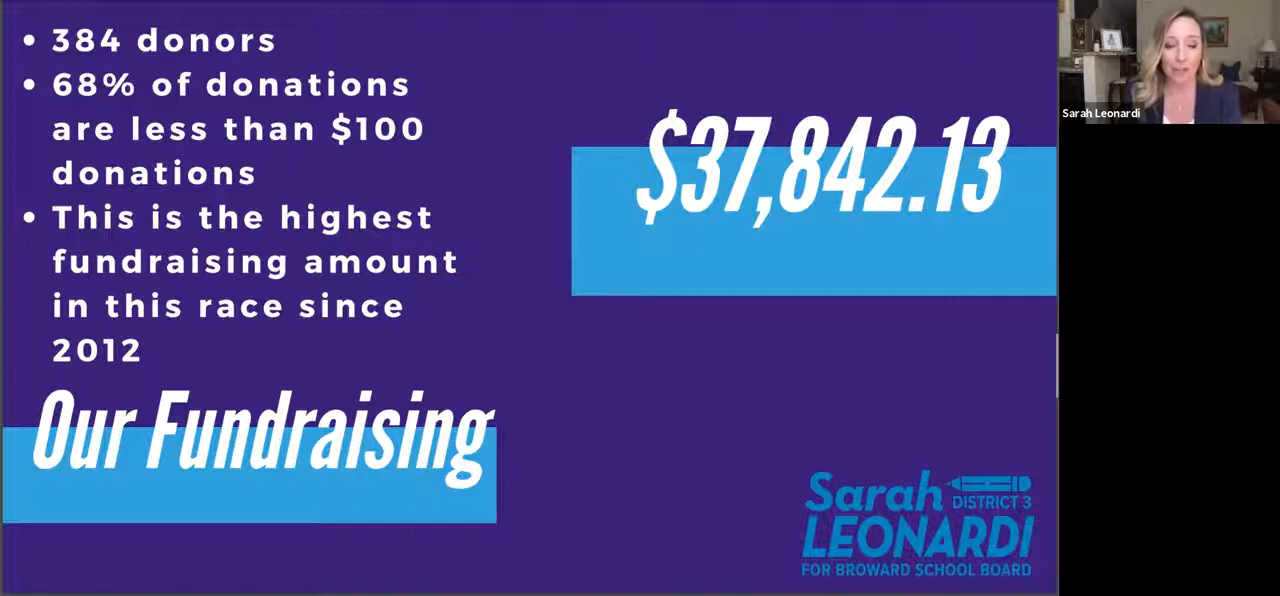 • 384 donors
• 68% of donations
are less than $100
donations
• This is the highest
fundraising amount
in this race since
2012
Our Fundraising
$37,842.13
Sarah
DISTRICT 3
LEONARDI
FOR BROWARD SCHOOL BOARD
Sarah Leonardi